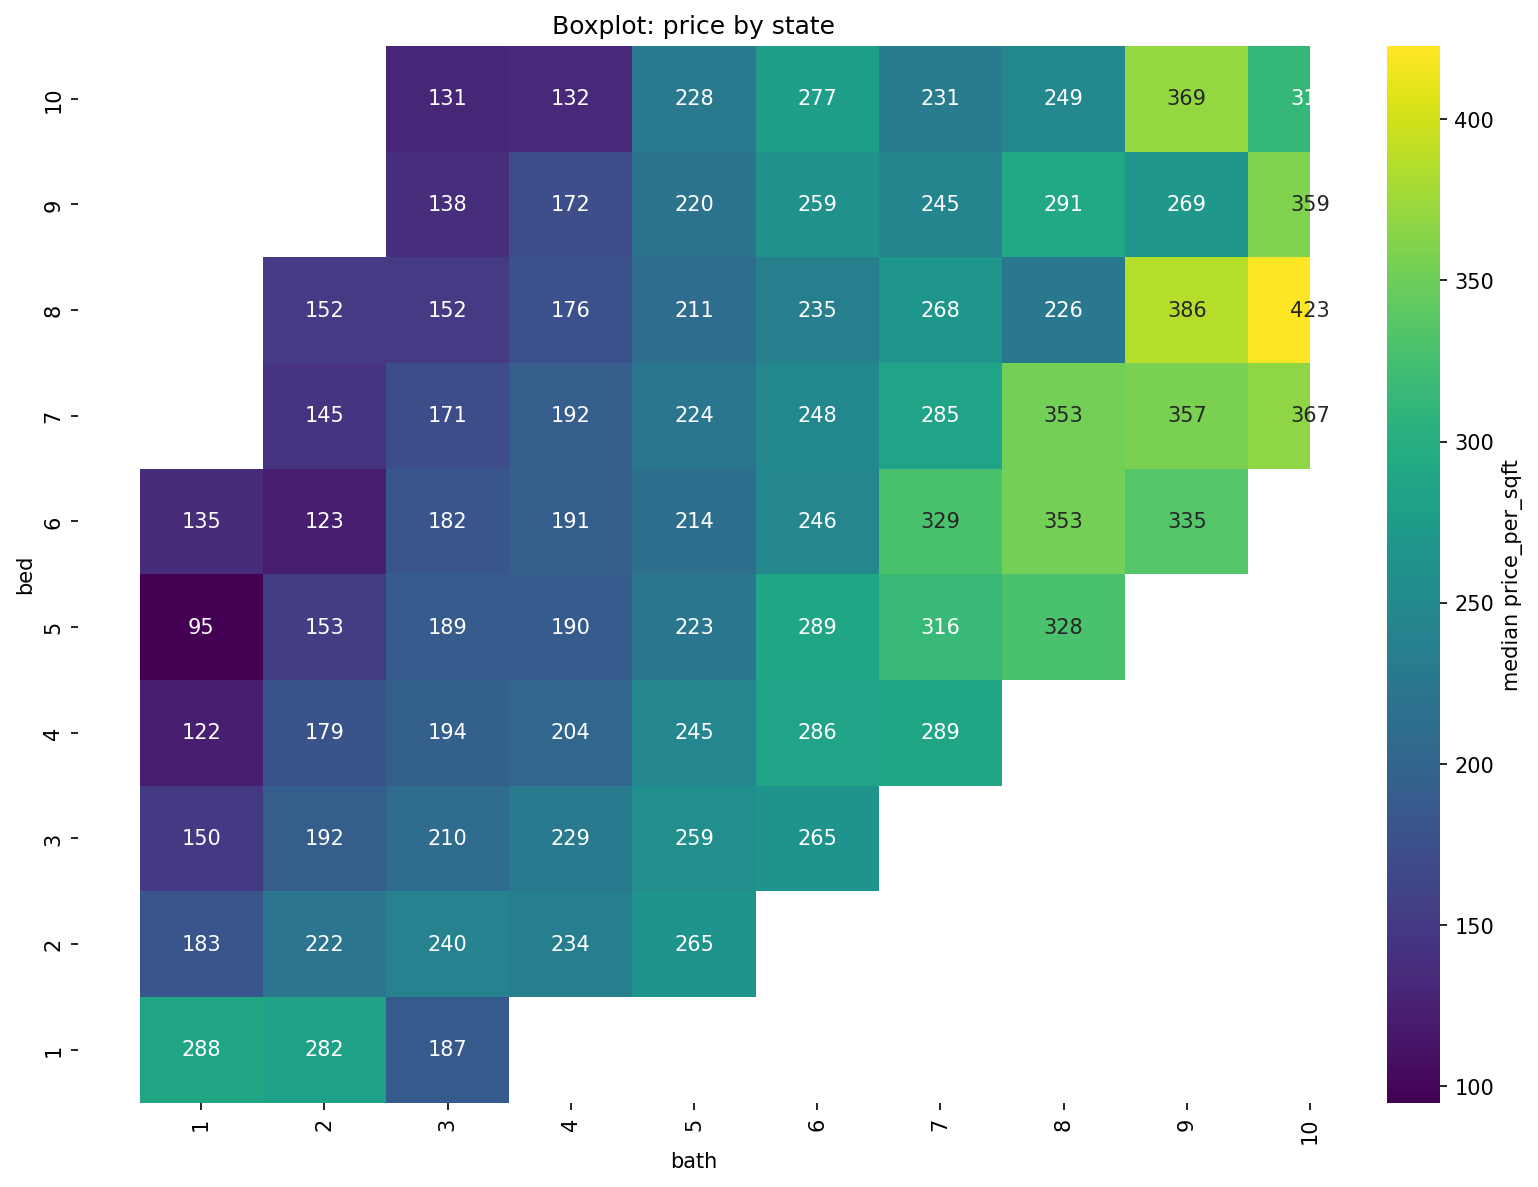 Boxplot: price by state
10 131 132 228 277 231 249 369
9 138 172 220 259 245 291 269 359
8 152 152 176 211 235 268 226 386 423
7 145 171 192 224 248 285 353 357 367
6 135 123 182 191 214 246 329 353 335
5 95 153 189 190 223 289 316 328
4 122 179 194 204 245 286 289
3 150 192 210 229 259 265
2 183 222 240 234 265
1 288 282 187
bed
1 2 3 4 5 6 7 8 9 10
bath
400
350
300
250
200
150
100
median price_per_sqft